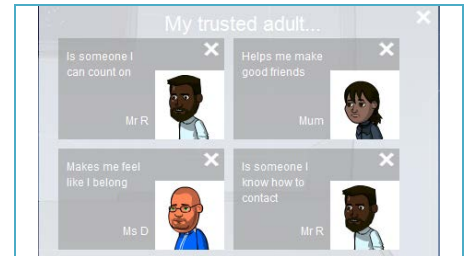 My trusted adult...
Is someone I
can count on
Mr R
Helps me make
good friends
Mum
Makes me feel
like I belong
Ms D
Is someone I
know how to
contact
Mr R